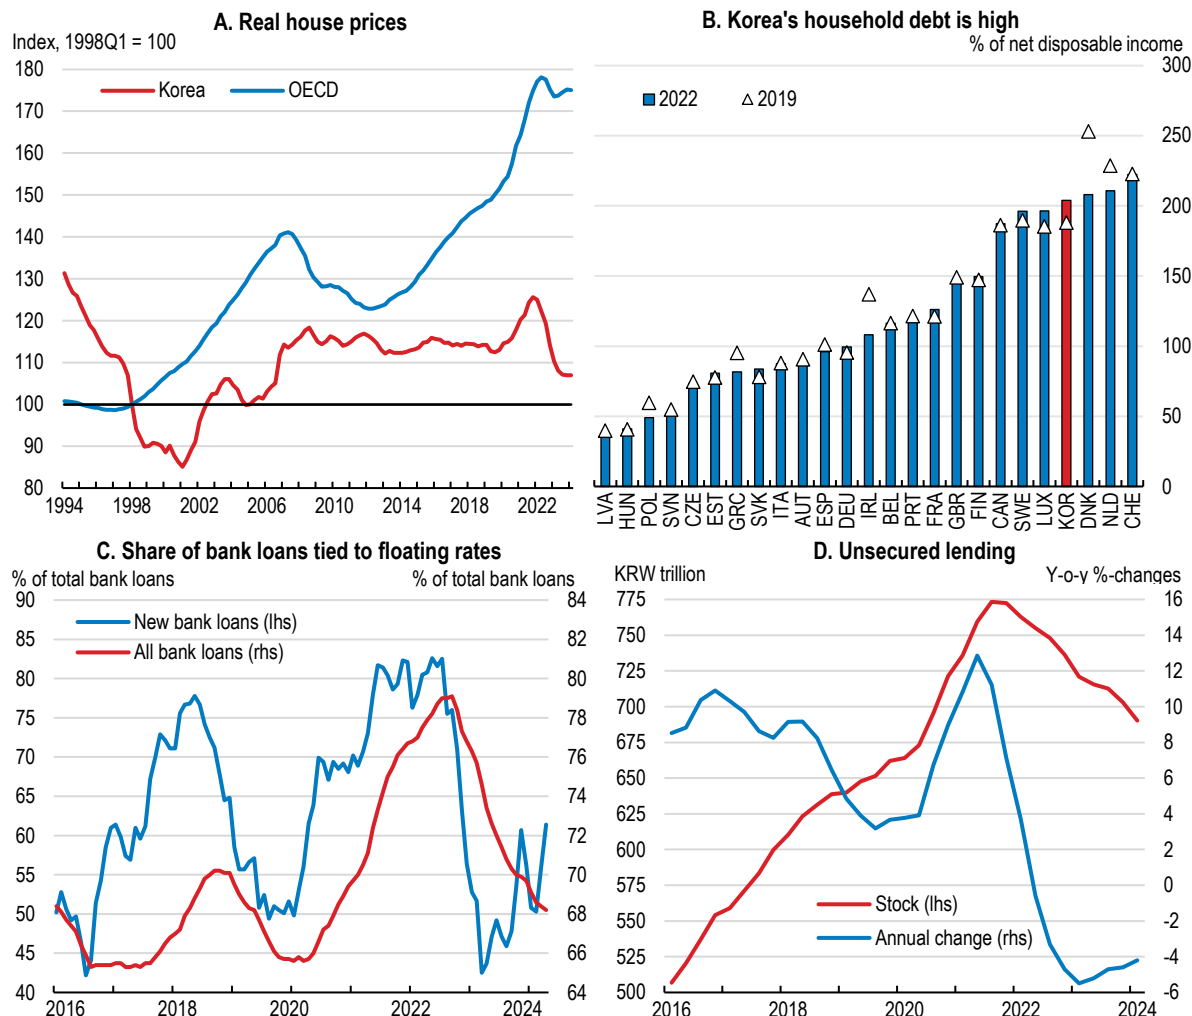 A. Real house prices
Index, 1998Q1 = 100
180
170
160
150
140
130
120
110
100
90
80
Korea
OECD
1994
1998
2002
2006
2010
2014
2018
2022
B. Korea's household debt is high
% of net disposable income
300
250
200
150
100
50
0
2022
2019
LVA
HUN
POL
SVN
CZE
EST
GRC
SVK
ITA
AUT
ESP
DEU
IRL
BEL
PRT
FRA
GBR
FIN
CAN
SWE
LUX
KOR
DNK
NLD
CHE
C. Share of bank loans tied to floating rates
% of total bank loans
% of total bank loans
90
85
80
75
70
65
60
55
50
45
40
New bank loans (lhs)
All bank loans (rhs)
84
82
80
78
76
74
72
70
68
66
64
2016
2018
2020
2022
2024
D. Unsecured lending
KRW trillion
Y-o-y %-changes
775
750
725
700
675
650
625
600
575
550
525
500
16
14
12
10
8
6
4
2
0
-2
-4
-6
Stock (lhs)
Annual change (rhs)
2016
2018
2020
2022
2024